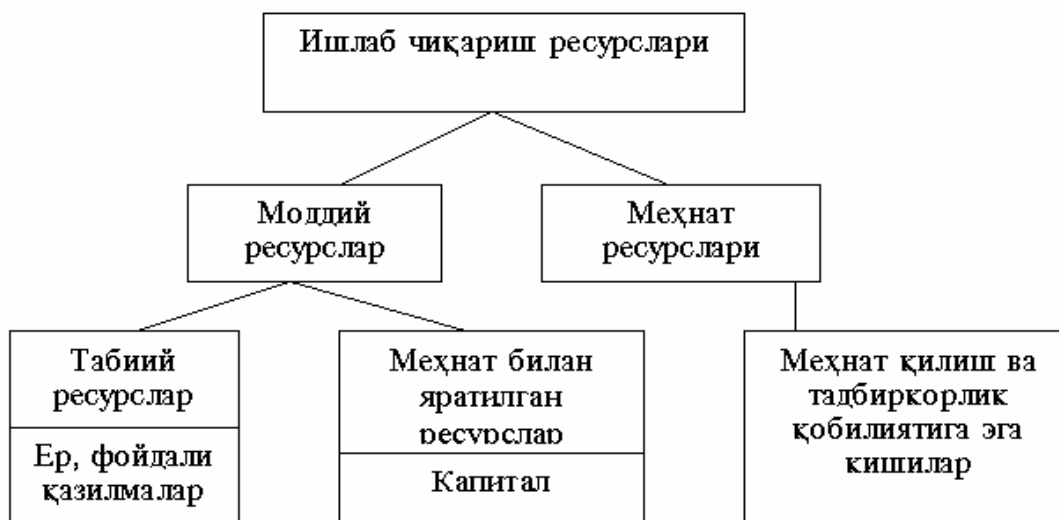 Ишлаб чиқариш ресурслари
Моддий
ресурслар
Меҳнат
ресурслари
Табиий
ресурслар
Ер, фойдали
қазилмалар
Меҳнат билан
яратилган
ресурслар
Капитал
Меҳнат қилиш ва
тадбиркорлик
қобилиятига эга
кишилар